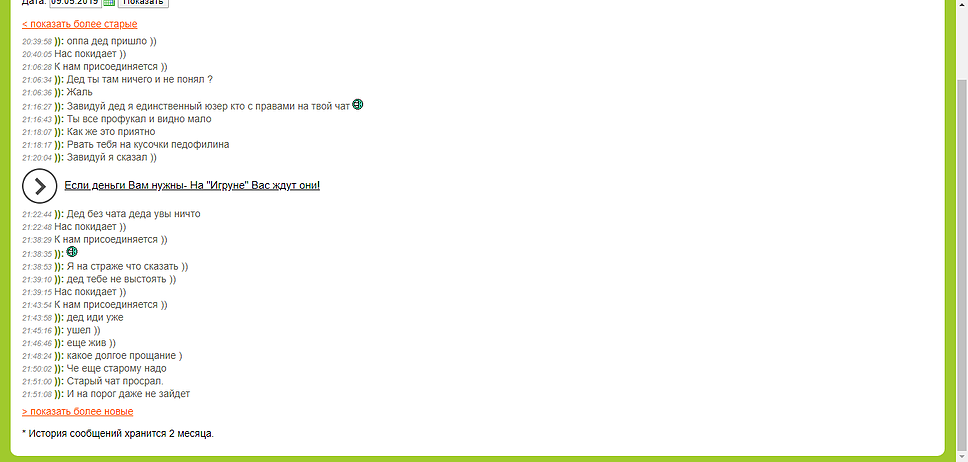 Дата: 09.05.2019 Показать
< показать более старые
20:39:58 )): оппа дед пришло ))
20:40:05 Нас покидает ))
21:06:28 К нам присоединяется ))
21:06:34 )): Дед ты там ничего и не понял ?
21:06:36 )): Жаль
21:16:27 )): Завидуй дед я единственный юзер кто с правами на твой чат
21:16:43 )): Ты все профукал и видно мало
21:18:07 )): Как же это приятно
21:18:17 )): Рвать тебя на кусочки педофилина
21:20:04 )): Завидуй я сказал ))
Если деньги Вам нужны- На "Игруне" Вас ждут они!
21:22:44 )): Дед без чата деда увы ничто
21:22:48 Нас покидает ))
21:38:29 К нам присоединяется ))
21:38:35 )):
21:38:53 )): Я на страже что сказать ))
21:39:10 )): дед тебе не выстоять ))
21:39:15 Нас покидает ))
21:43:54 К нам присоединяется ))
21:43:58 )): дед иди уже
21:45:16 )): ушел ))
21:46:46 )): еще жив ))
21:48:24 )): какое долгое прощание )
21:50:02 )): Че еще старому надо
21:51:00 )): Старый чат просрал.
21:51:08 )): И на порог даже не зайдет
> показать более новые
* История сообщений хранится 2 месяца.